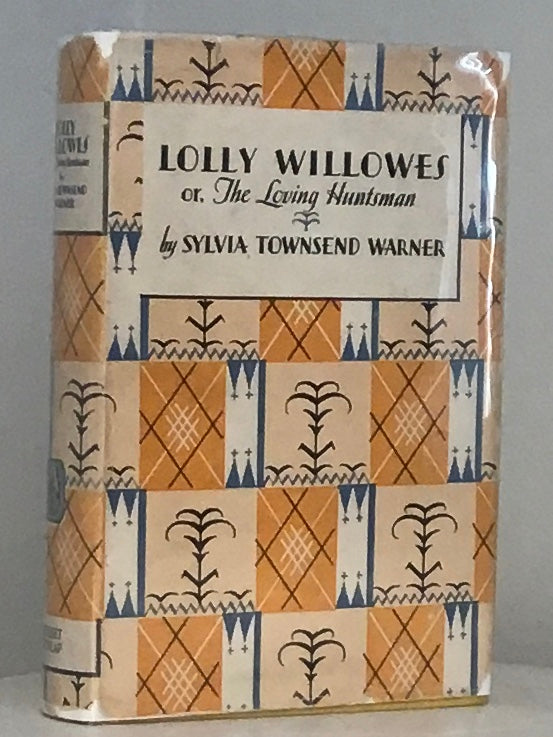 LOLLY WILLOWES
or, The Loving Huntsman
by SYLVIA TOWNSEND WARNER